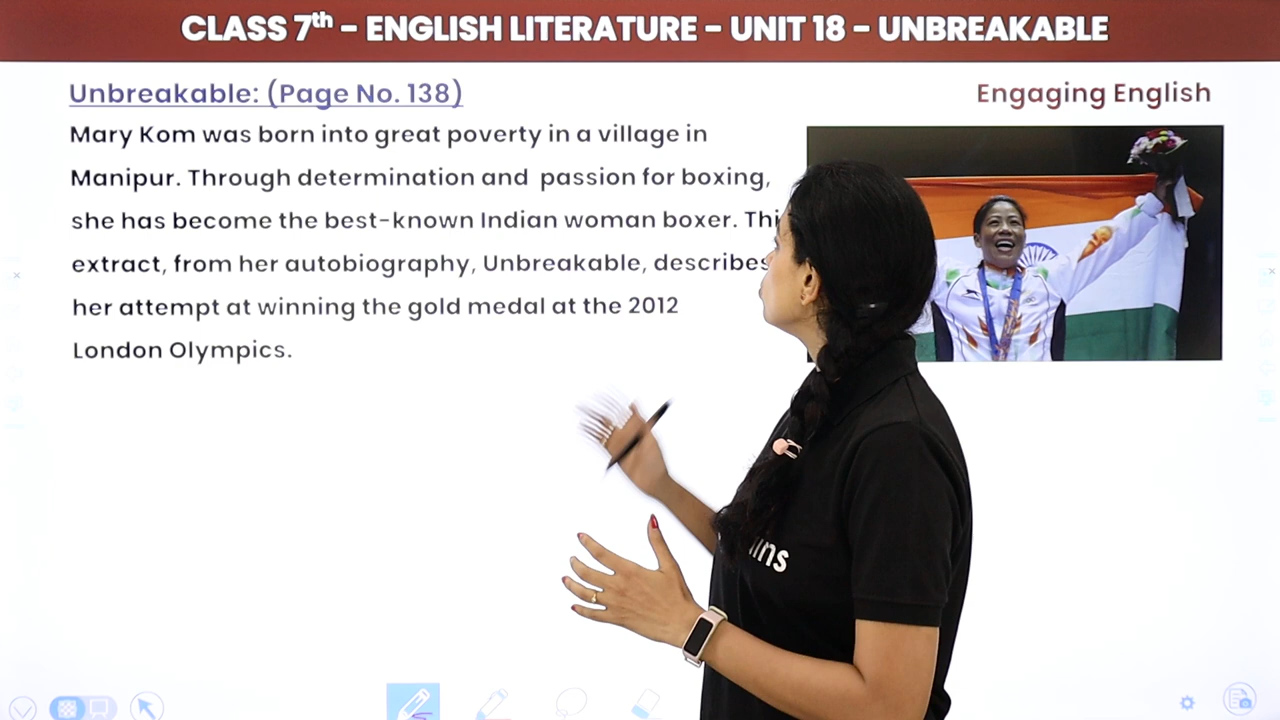 CLASS 7th - ENGLISH LITERATURE - UNIT 18 - UNBREAKABLE
Unbreakable: (Page No. 138)
Engaging English
Mary Kom was born into great poverty in a village in
Manipur. Through determination and passion for boxing,
she has become the best-known Indian woman boxer. Thi
extract, from her autobiography, Unbreakable, describes
her attempt at winning the gold medal at the 2012
London Olympics.